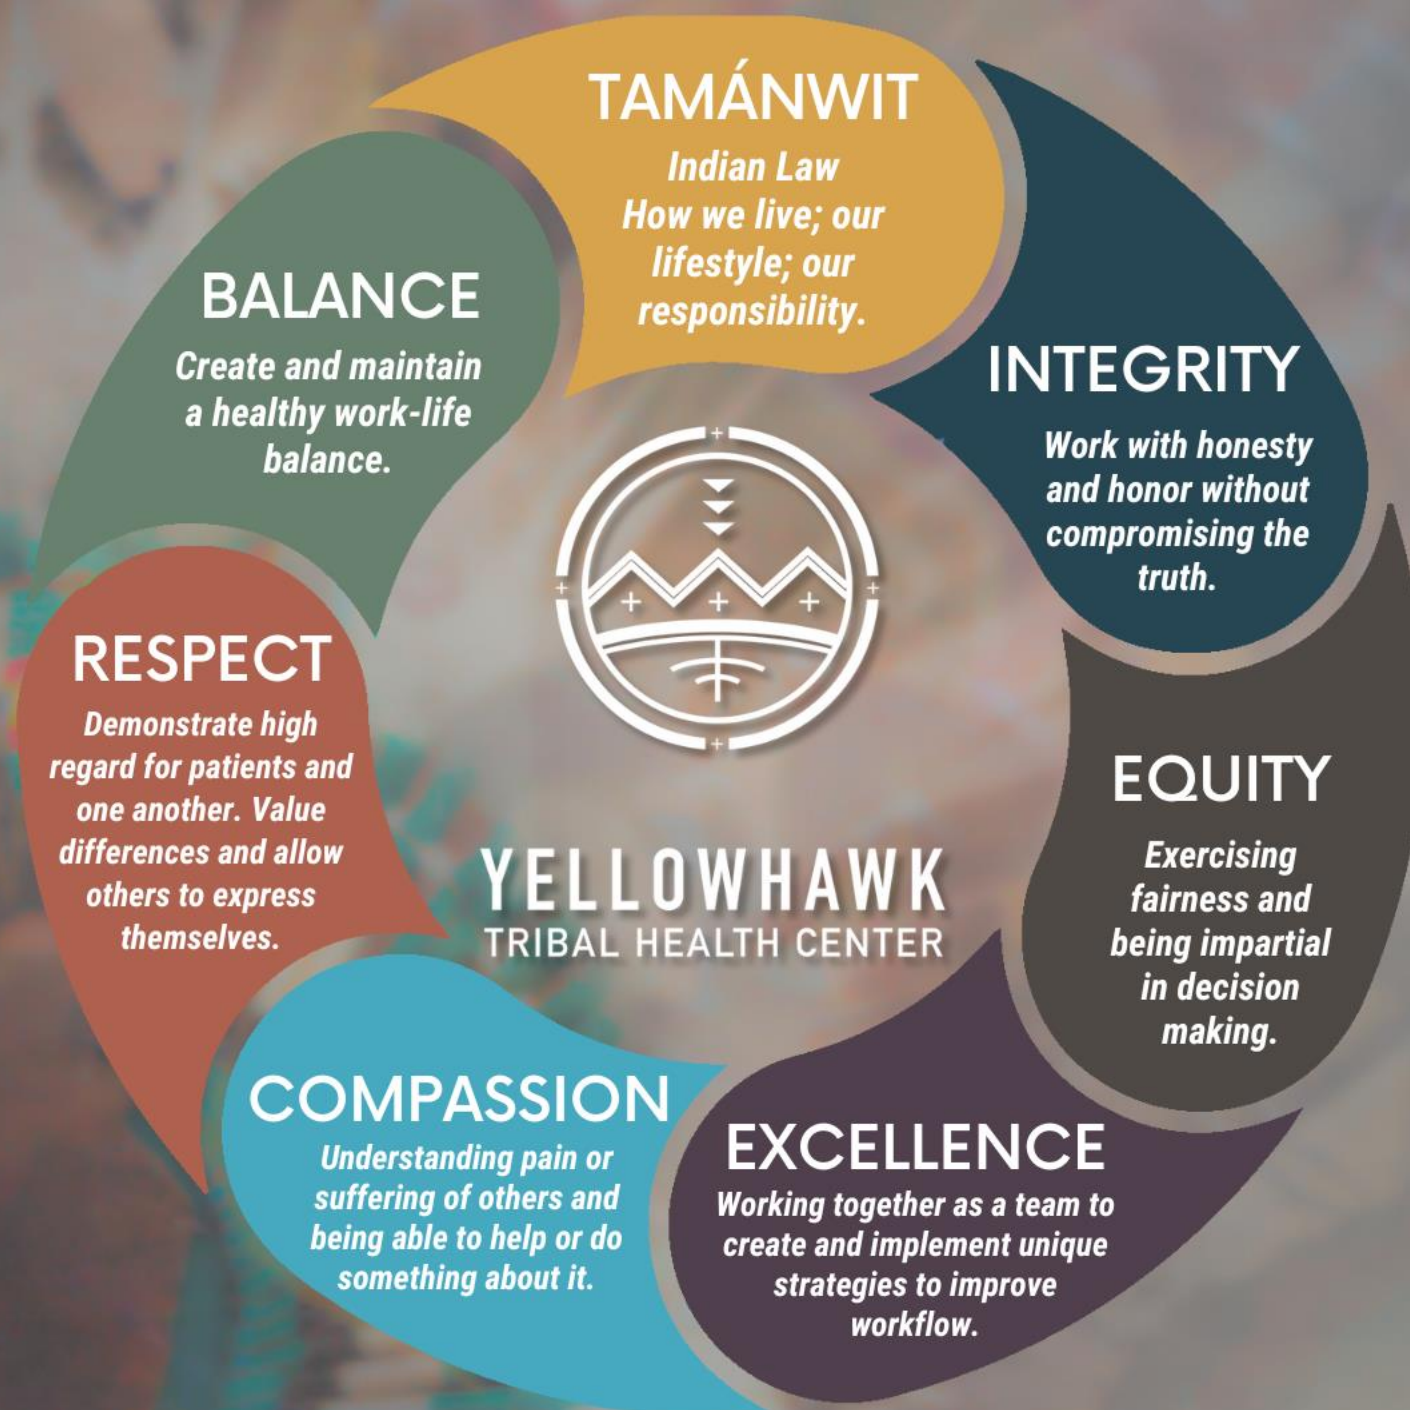 TAMÁNWIT
Indian Law
How we live; our
lifestyle; our
responsibility.
INTEGRITY
Work with honesty
and honor without
compromising the
truth.
EQUITY
Exercising
fairness and
being impartial
in decision
making.
EXCELLENCE
Working together as a team to
create and implement unique
strategies to improve
workflow.
COMPASSION
Understanding pain or
suffering of others and
being able to help or do
something about it.
RESPECT
Demonstrate high
regard for patients and
one another. Value
differences and allow
others to express
themselves.
BALANCE
Create and maintain
a healthy work-life
balance.
YELLOWHAWK
TRIBAL HEALTH CENTER